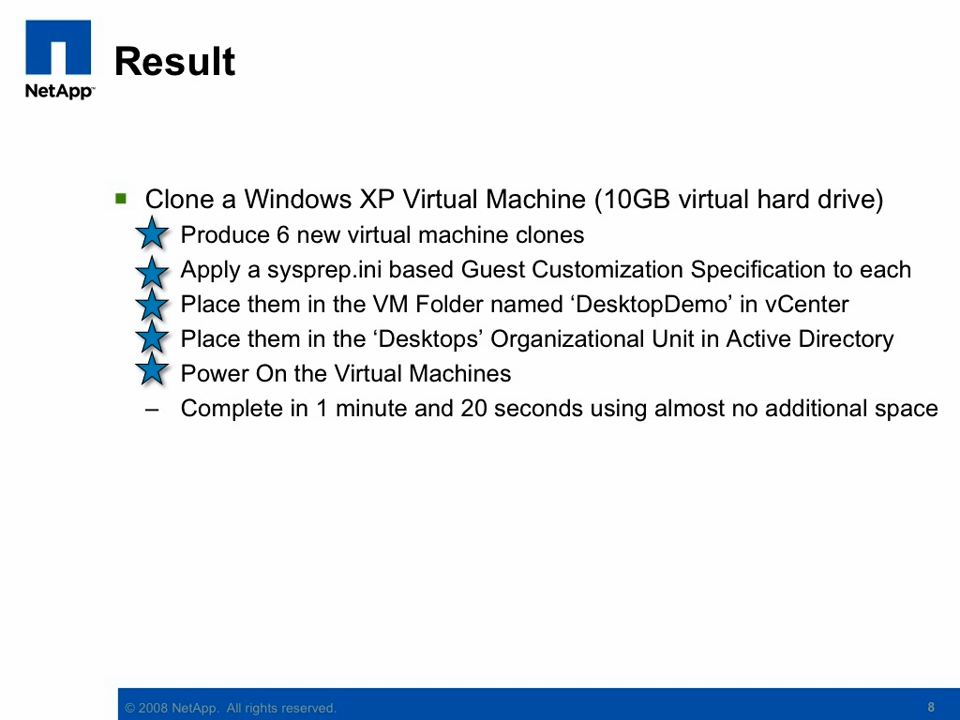 NetApp™
Result
Clone a Windows XP Virtual Machine (10GB virtual hard drive)
Produce 6 new virtual machine clones
Apply a sysprep.ini based Guest Customization Specification to each
Place them in the VM Folder named ‘DesktopDemo’ in vCenter
Place them in the ‘Desktops’ Organizational Unit in Active Directory
Power On the Virtual Machines
– Complete in 1 minute and 20 seconds using almost no additional space
© 2008 NetApp. All rights reserved.
8